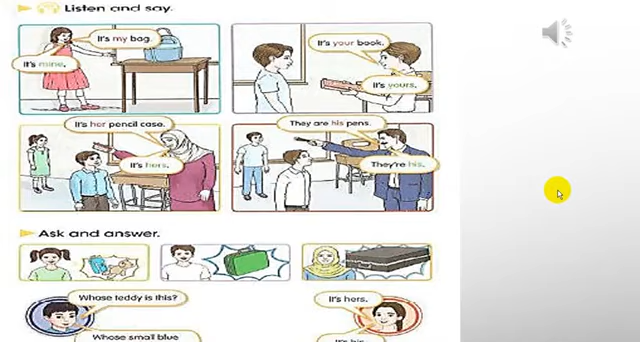 Listen and say.
It's my bag.
It's mine.
It's your book.
It's yours.
It's her pencil case.
It's hers.
They are his pens.
They're his.
Ask and answer.
Whose teddy is this?
It's hers.
Whose small blue
It's his.